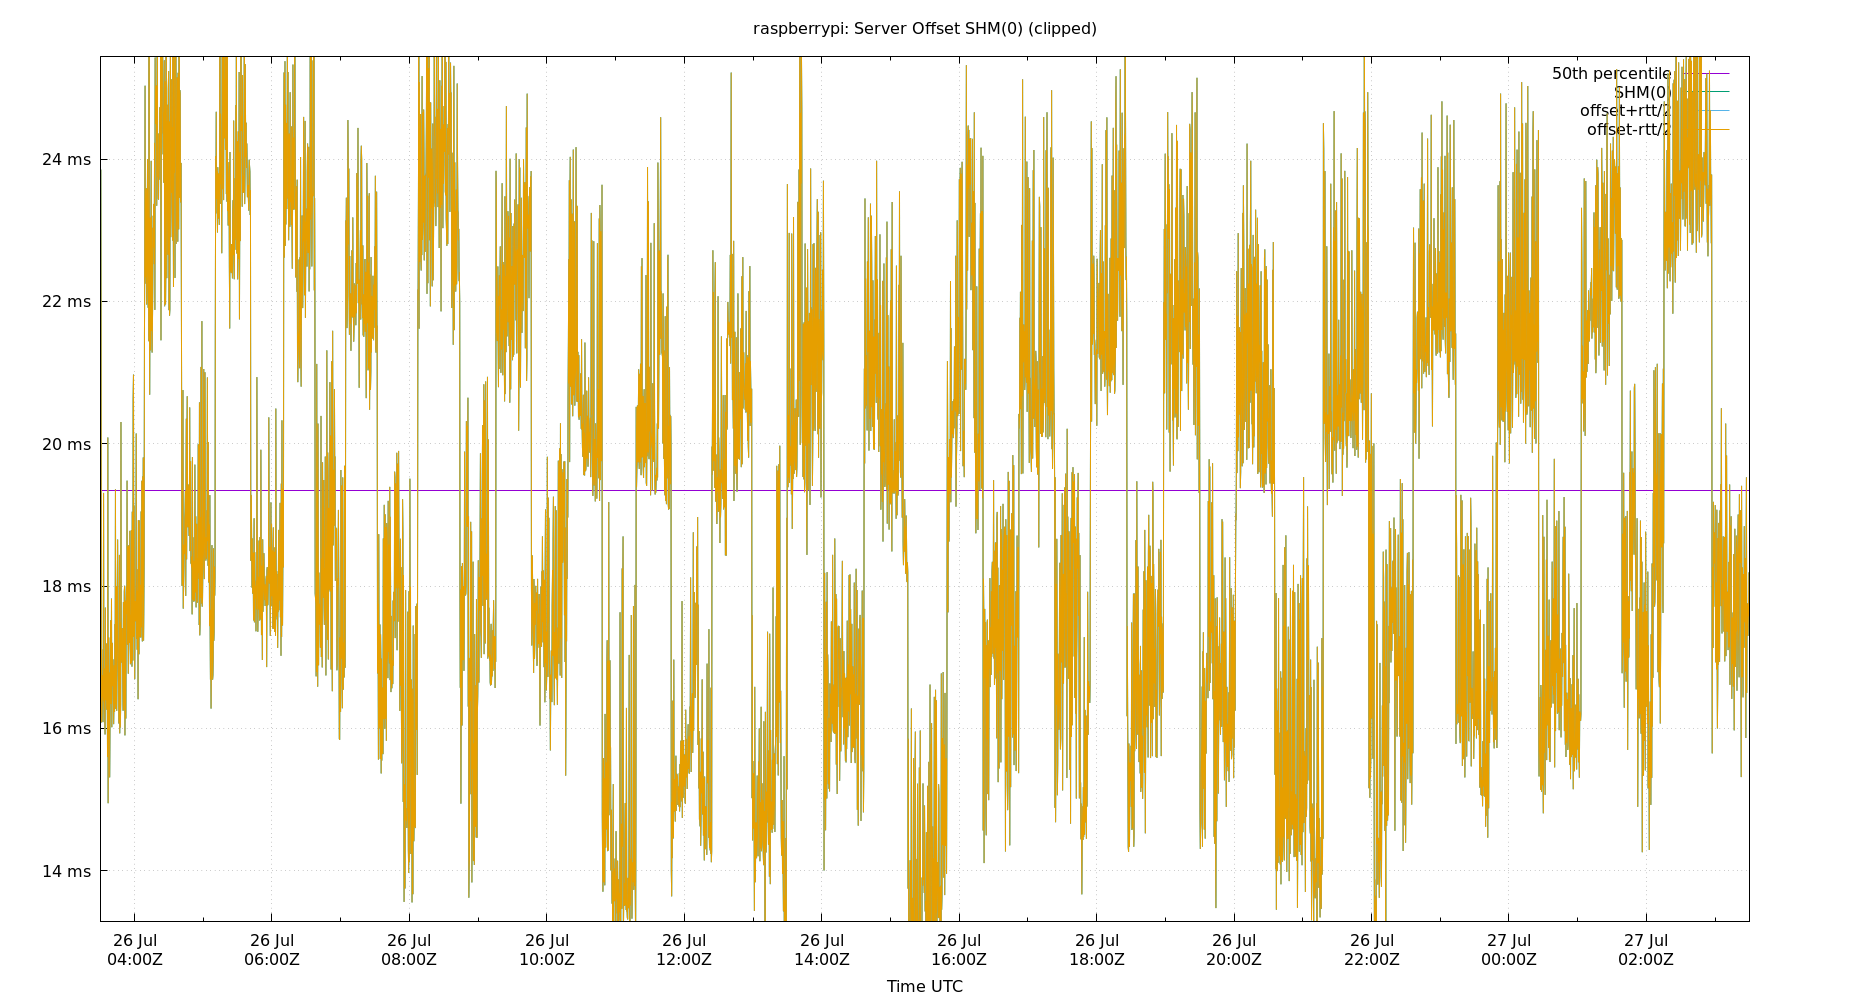 raspberrypi: Server Offset SHM(0) (clipped)
50th percentile
SHM(0)
offset+rtt/2
offset-rtt/2
24 ms
22 ms
20 ms
18 ms
16 ms
14 ms
26 Jul 26 Jul 26 Jul 26 Jul 26 Jul 26 Jul 26 Jul 26 Jul 26 Jul 26 Jul 27 Jul 27 Jul
04:00Z 06:00Z 08:00Z 10:00Z 12:00Z 14:00Z 16:00Z 18:00Z 20:00Z 22:00Z 00:00Z 02:00Z
Time UTC